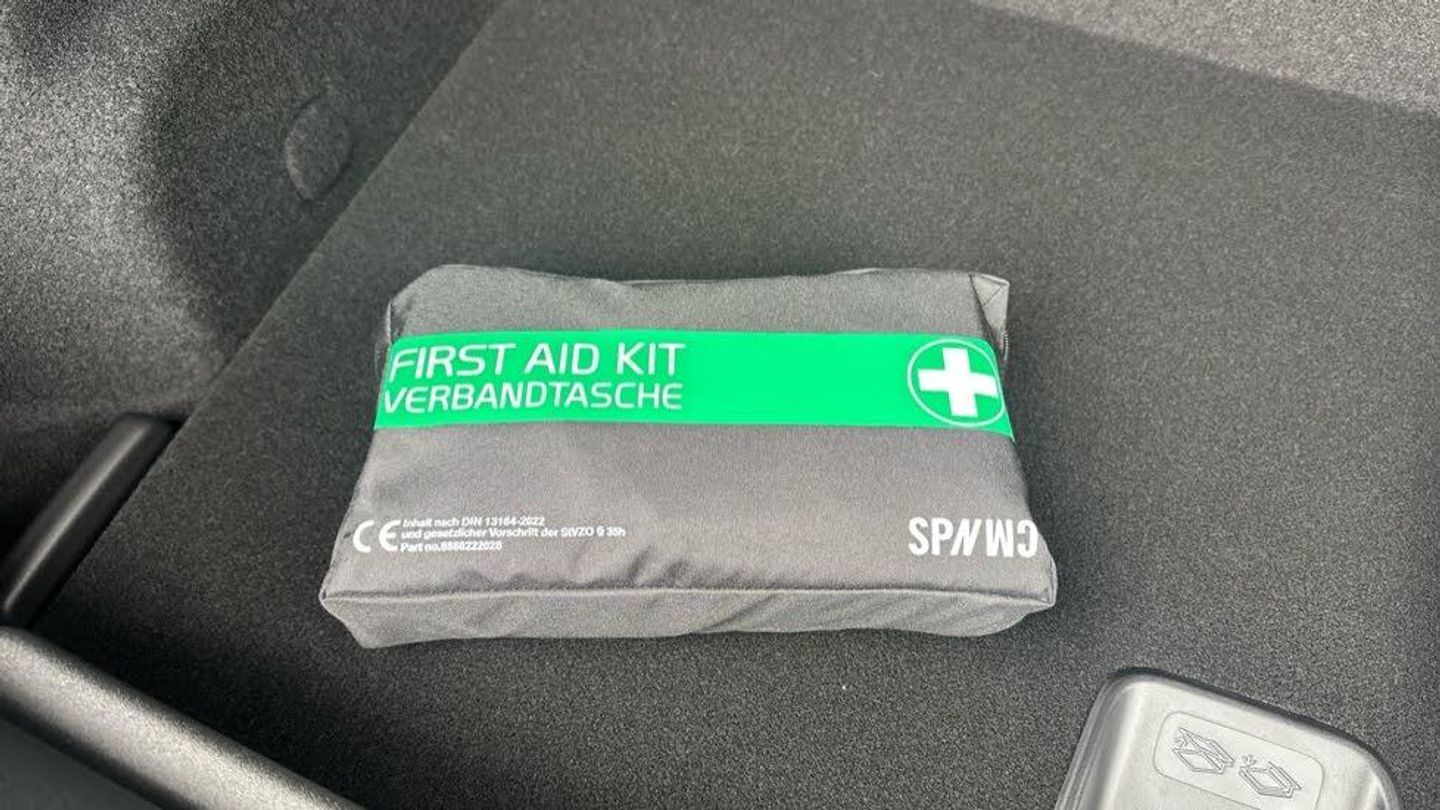 FIRST AID KIT
VERBANDTASCHE
CE Inhalt nach DIN 13164-2022
und gesetzlicher Vorschrift der StVZO § 35h
Part no.8888222028